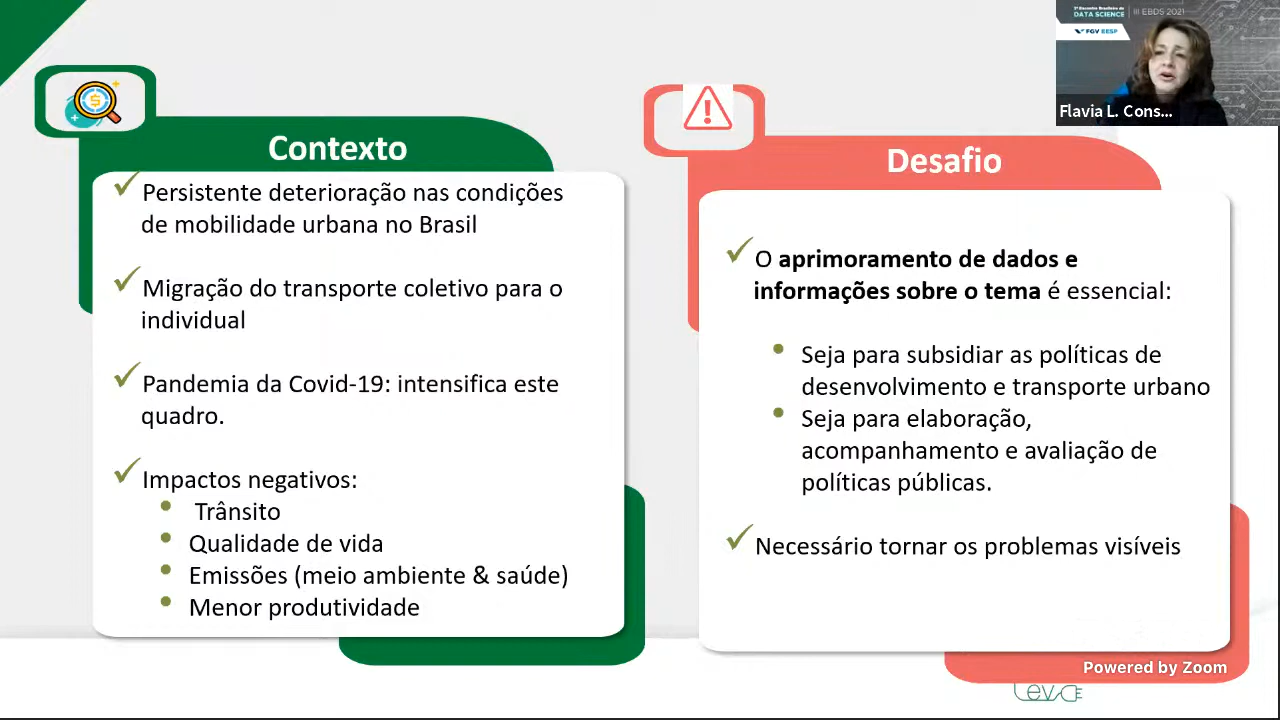 DATA SCIENCE
III EBDS 2021
FGV EESP
Flavia L. Cons...
Contexto
Persistente deterioração nas condições
de mobilidade urbana no Brasil
Migração do transporte coletivo para o
individual
Pandemia da Covid-19: intensifica este
quadro.
Impactos negativos:
Trânsito
Qualidade de vida
Emissões (meio ambiente & saúde)
Menor produtividade
Desafio
O aprimoramento de dados e
informações sobre o tema é essencial:
Seja para subsidiar as políticas de
desenvolvimento e transporte urbano
Seja para elaboração,
acompanhamento e avaliação de
políticas públicas.
Necessário tornar os problemas visíveis
Powered by Zoom